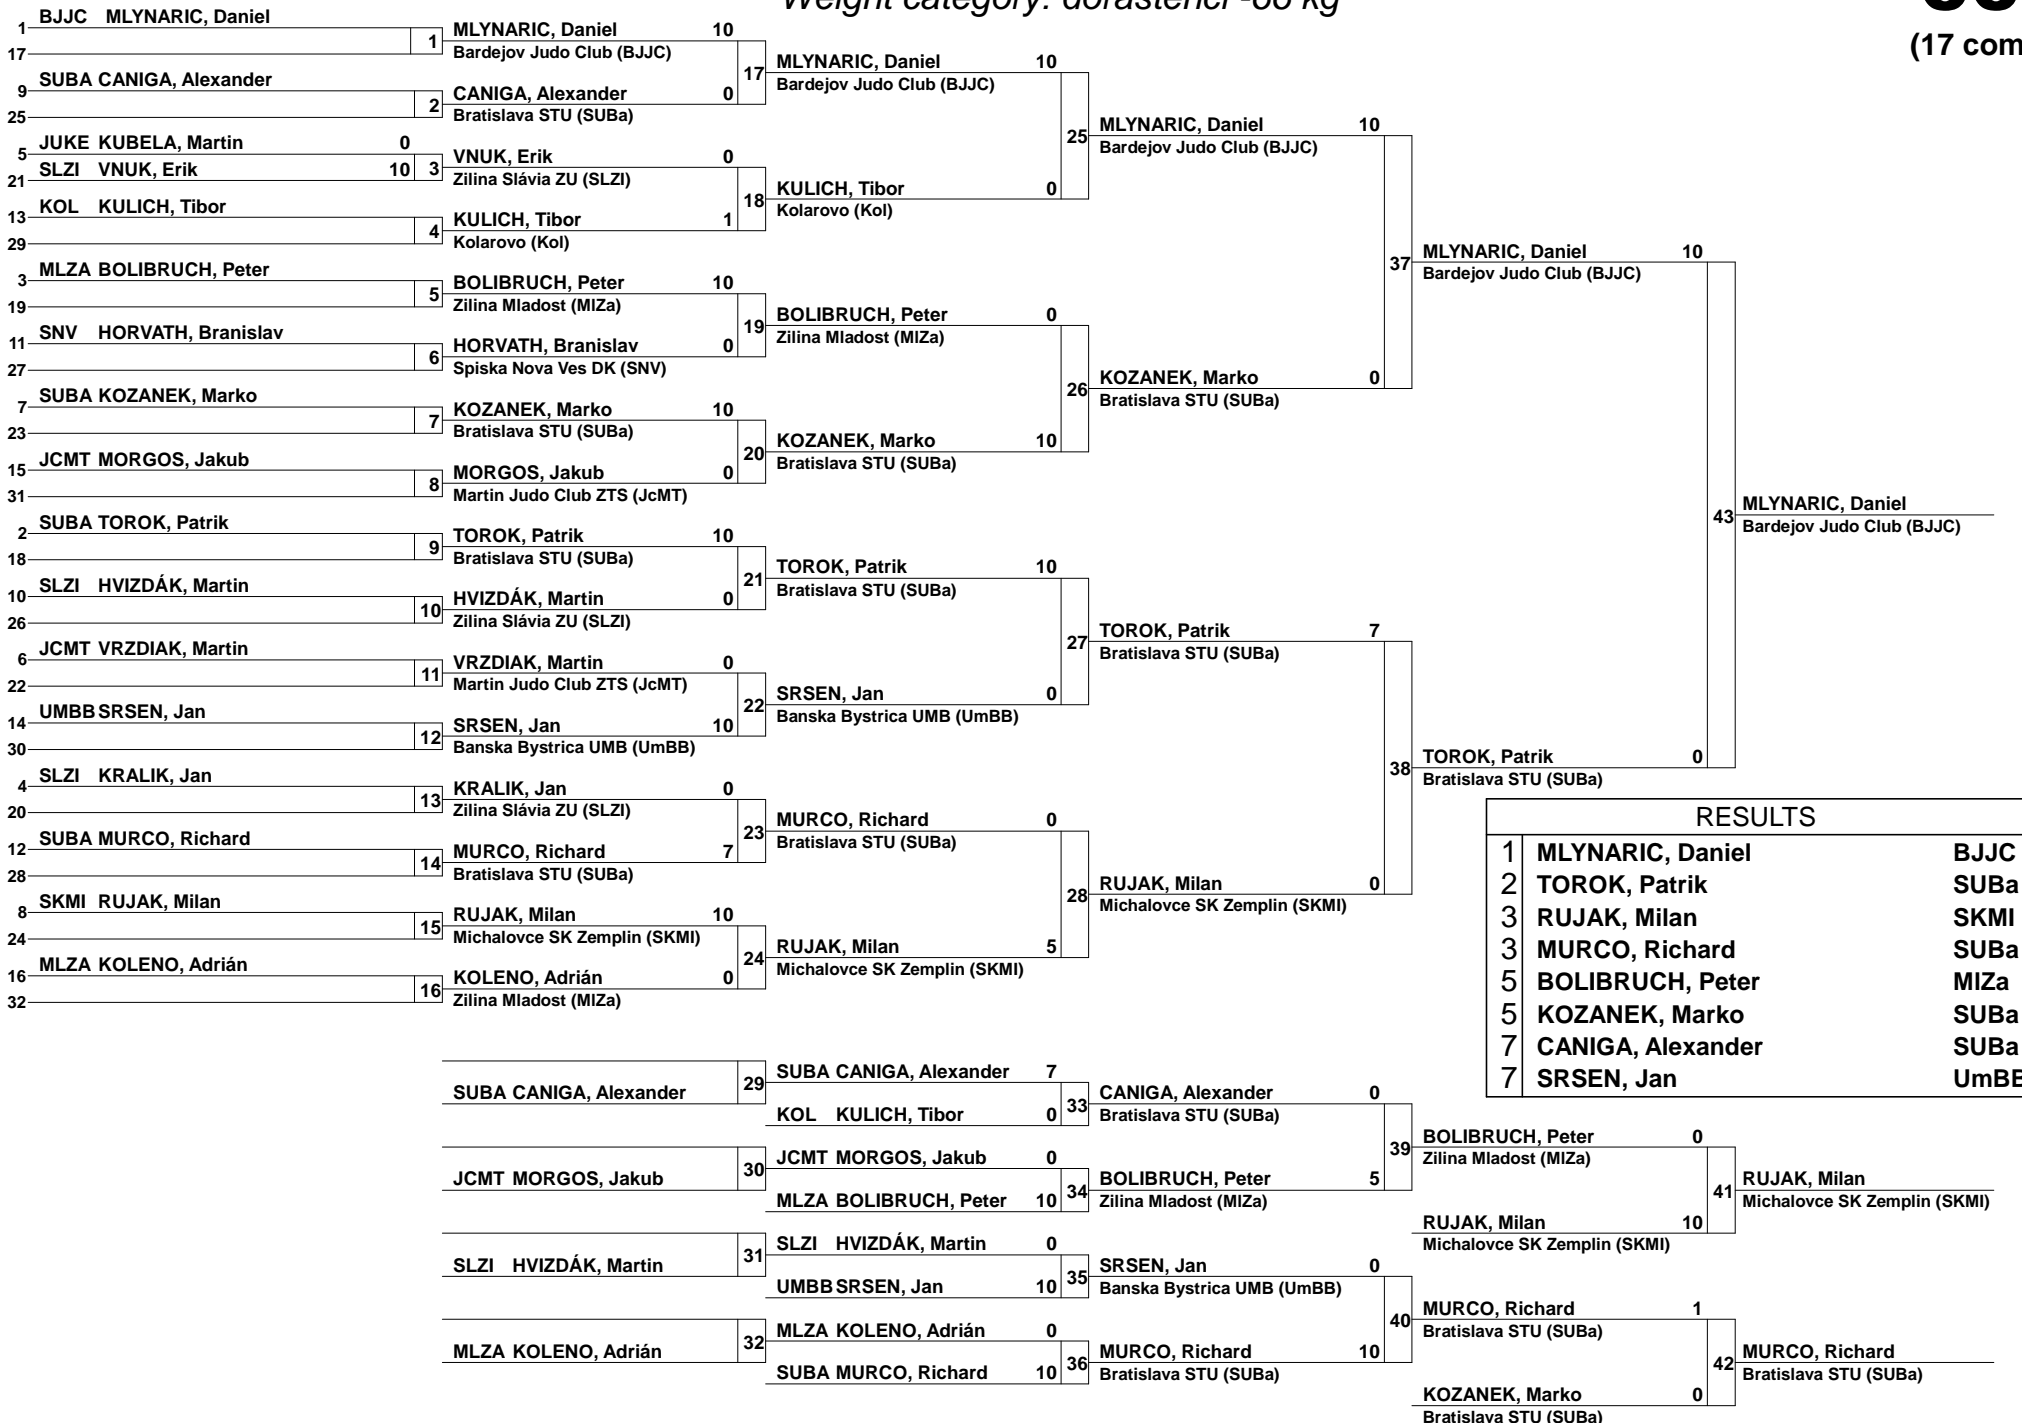 Weight category: dorastenci -66 kg
(17 com
1 BJJC MLYNARIC, Daniel
17
1
9 SUBA CANIGA, Alexander
25
2
5 JUKE KUBELA, Martin 0
21 SLZI VNUK, Erik 10
3
13 KOL KULICH, Tibor
29
4
3 MLZA BOLIBRUCH, Peter
19
5
11 SNV HORVATH, Branislav
27
6
7 SUBA KOZANEK, Marko
23
7
15 JCMT MORGOS, Jakub
31
8
2 SUBA TOROK, Patrik
18
9
10 SLZI HVIZDÁK, Martin
26
10
6 JCMT VRZDIAK, Martin
22
11
14 UMBB SRSEN, Jan
30
12
4 SLZI KRALIK, Jan
20
13
12 SUBA MURCO, Richard
28
14
8 SKMI RUJAK, Milan
24
15
16 MLZA KOLENO, Adrián
32
16
MLYNARIC, Daniel 10
Bardejov Judo Club (BJJC)
17
CANIGA, Alexander 0
Bratislava STU (SUBa)
VNUK, Erik 0
Zilina Slávia ZU (SLZI)
18
KULICH, Tibor 1
Kolarovo (Kol)
BOLIBRUCH, Peter 10
Zilina Mladost (MlZa)
19
HORVATH, Branislav 0
Spiska Nova Ves DK (SNV)
KOZANEK, Marko 10
Bratislava STU (SUBa)
20
MORGOS, Jakub 0
Martin Judo Club ZTS (JcMT)
TOROK, Patrik 10
Bratislava STU (SUBa)
21
HVIZDÁK, Martin 0
Zilina Slávia ZU (SLZI)
VRZDIAK, Martin 0
Martin Judo Club ZTS (JcMT)
22
SRSEN, Jan 10
Banska Bystrica UMB (UmBB)
KRALIK, Jan 0
Zilina Slávia ZU (SLZI)
23
MURCO, Richard 7
Bratislava STU (SUBa)
RUJAK, Milan 10
Michalovce SK Zemplin (SKMI)
24
KOLENO, Adrián 0
Zilina Mladost (MlZa)
MLYNARIC, Daniel 10
Bardejov Judo Club (BJJC)
25
KULICH, Tibor 0
Kolarovo (Kol)
BOLIBRUCH, Peter 0
Zilina Mladost (MlZa)
26
KOZANEK, Marko 10
Bratislava STU (SUBa)
TOROK, Patrik 10
Bratislava STU (SUBa)
27
SRSEN, Jan 0
Banska Bystrica UMB (UmBB)
MURCO, Richard 0
Bratislava STU (SUBa)
28
RUJAK, Milan 5
Michalovce SK Zemplin (SKMI)
MLYNARIC, Daniel 10
Bardejov Judo Club (BJJC)
37
KOZANEK, Marko 0
Bratislava STU (SUBa)
TOROK, Patrik 7
Bratislava STU (SUBa)
38
RUJAK, Milan 0
Michalovce SK Zemplin (SKMI)
MLYNARIC, Daniel 10
Bardejov Judo Club (BJJC)
43
TOROK, Patrik 0
Bratislava STU (SUBa)
MLYNARIC, Daniel
Bardejov Judo Club (BJJC)
RESULTS
1 MLYNARIC, Daniel BJJC
2 TOROK, Patrik SUBa
3 RUJAK, Milan SKMI
3 MURCO, Richard SUBa
5 BOLIBRUCH, Peter MlZa
5 KOZANEK, Marko SUBa
7 CANIGA, Alexander SUBa
7 SRSEN, Jan UmBB
SUBA CANIGA, Alexander
29
JCMT MORGOS, Jakub
30
SLZI HVIZDÁK, Martin
31
MLZA KOLENO, Adrián
32
SUBA CANIGA, Alexander 7
33
KOL KULICH, Tibor 0
JCMT MORGOS, Jakub 0
34
MLZA BOLIBRUCH, Peter 10
SLZI HVIZDÁK, Martin 0
35
UMBB SRSEN, Jan 10
MLZA KOLENO, Adrián 0
36
SUBA MURCO, Richard 10
CANIGA, Alexander 0
Bratislava STU (SUBa)
39
BOLIBRUCH, Peter 5
Zilina Mladost (MlZa)
SRSEN, Jan 0
Banska Bystrica UMB (UmBB)
40
MURCO, Richard 10
Bratislava STU (SUBa)
BOLIBRUCH, Peter 0
Zilina Mladost (MlZa)
41
RUJAK, Milan 10
Michalovce SK Zemplin (SKMI)
MURCO, Richard 1
Bratislava STU (SUBa)
42
KOZANEK, Marko 0
Bratislava STU (SUBa)
RUJAK, Milan
Michalovce SK Zemplin (SKMI)
MURCO, Richard
Bratislava STU (SUBa)